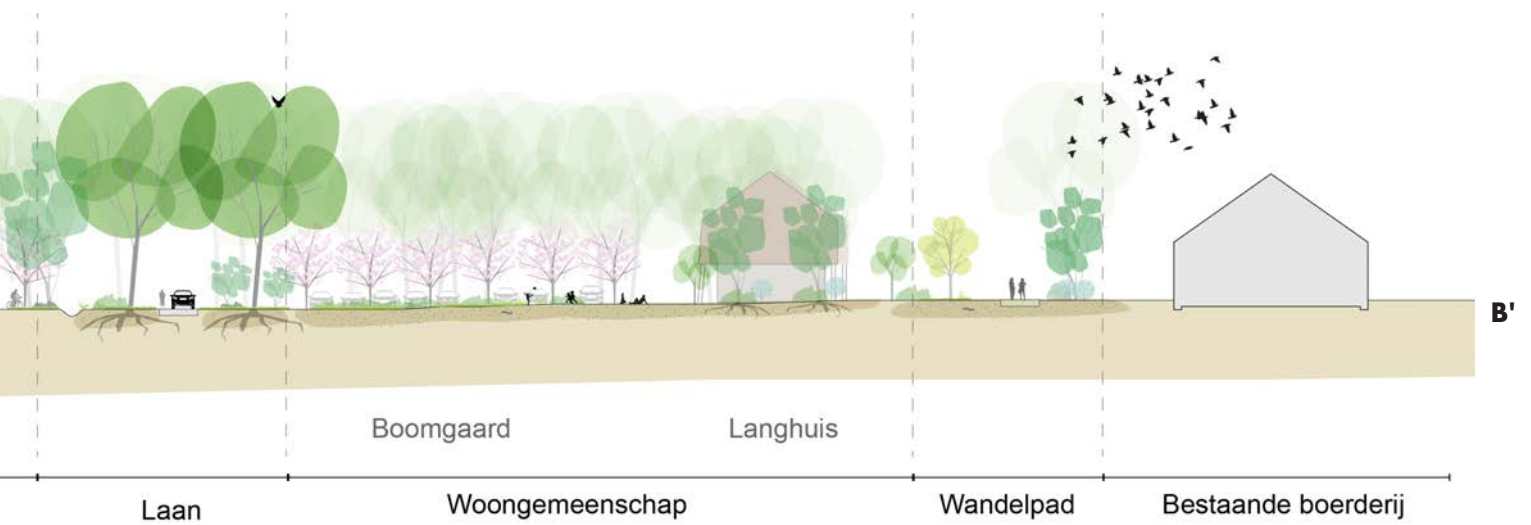 B'
Boomgaard
Langhuis
Laan
Woongemeenschap
Wandelpad
Bestaande boerderij